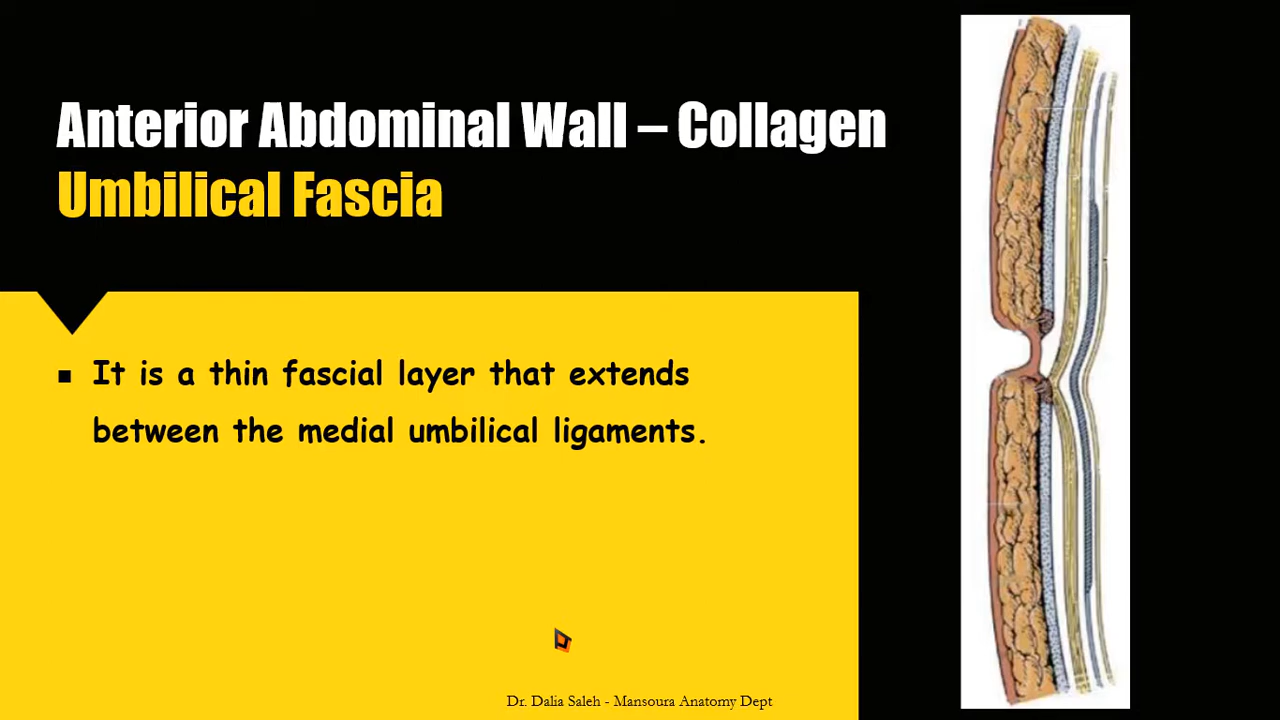 Anterior Abdominal Wall – Collagen
Umbilical Fascia
▪ It is a thin fascial layer that extends
between the medial umbilical ligaments.
Dr. Dalia Saleh - Mansoura Anatomy Dept